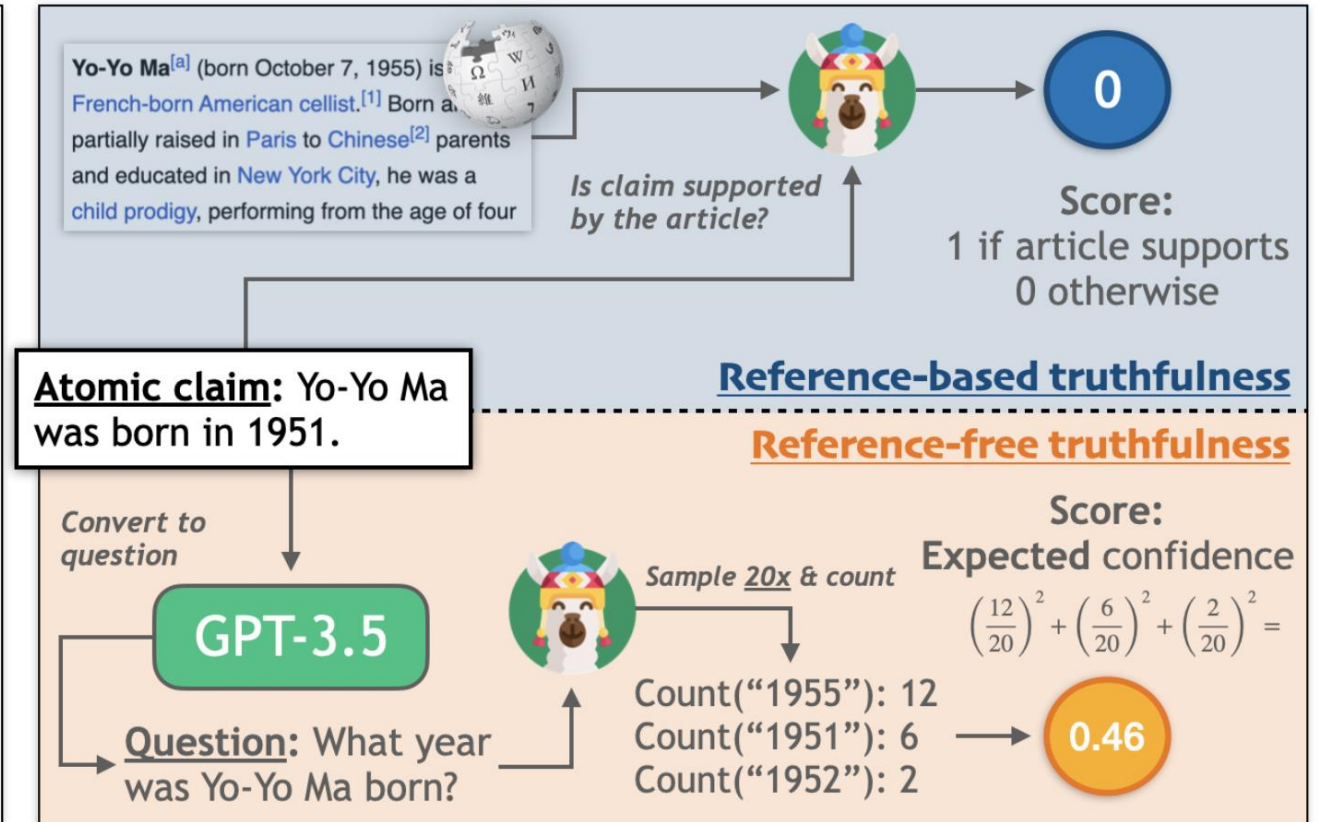 Yo-Yo Ma[a] (born October 7, 1955) is
French-born American cellist.[1] Born a
partially raised in Paris to Chinese[2] parents
and educated in New York City, he was a
child prodigy, performing from the age of four
Ω
W
И
維
7
0
Is claim supported
by the article?
Score:
1 if article supports
0 otherwise
Reference-based truthfulness
Atomic claim: Yo-Yo Ma
was born in 1951.
Reference-free truthfulness
Convert to
question
GPT-3.5
Question: What year
was Yo-Yo Ma born?
Sample 20x & count
Count("1955"): 12
Count("1951"): 6
Count("1952"): 2
Score:
Expected confidence
(12/20)² + (6/20)² + (2/20)² =
0.46